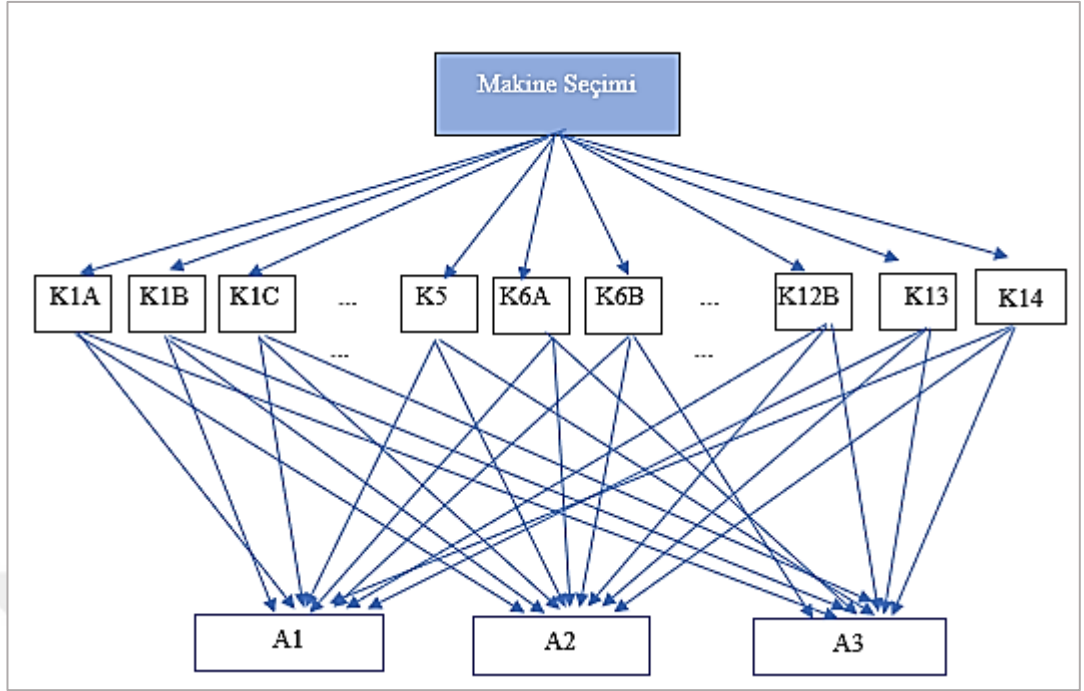 Makine Seçimi
K1A K1B K1C ... K5 K6A K6B ... K12B K13 K14
... ...
A1 A2 A3